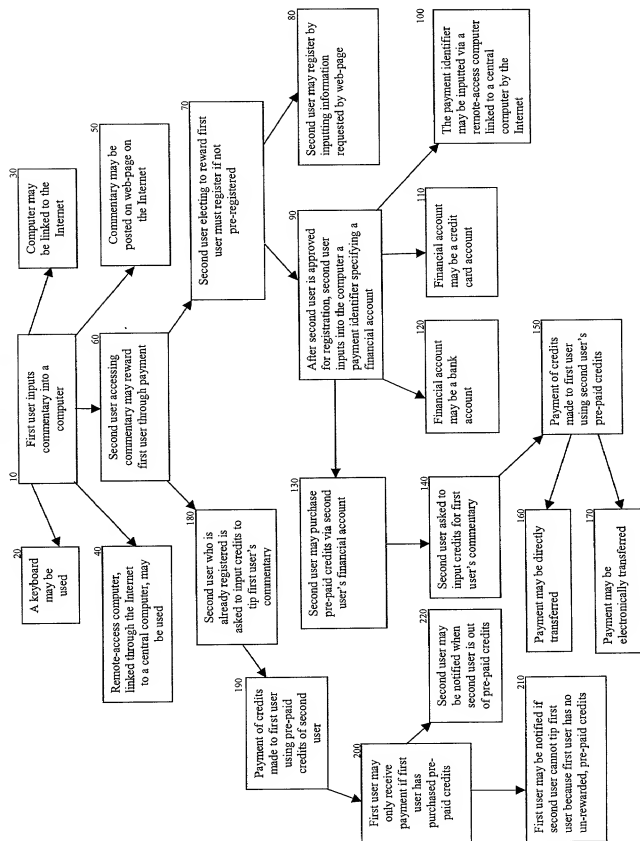 10
First user inputs
commentary into a
computer
20
A keyboard may
be used
30
Computer may
be linked to the
Internet
40
Remote-access computer,
linked through the Internet
to a central computer, may
be used
50
Commentary may be
posted on web-page on
the Internet
60
Second user accessing
commentary may reward
first user through payment
70
Second user electing to reward first
user must register if not
pre-registered
80
Second user may register by
inputting information
requested by web-page
90
After second user is approved
for registration, second user
inputs into the computer a
payment identifier specifying a
financial account
100
The payment identifier
may be inputted via a
remote-access computer
linked to a central
computer by the
Internet
110
Financial account
may be a credit
card account
120
Financial account
may be a bank
account
130
Second user may purchase
pre-paid credits via second
user's financial account
140
Second user asked to
input credits for first
user's commentary
150
Payment of credits
made to first user
using second user's
pre-paid credits
160
Payment may be directly
transferred
170
Payment may be
electronically transferred
180
Second user who is
already registered is
asked to input credits to
tip first user's
commentary
190
Payment of credits
made to first user
using pre-paid
credits of second
user
200
First user may
only receive
payment if first
user has
purchased pre-
paid credits
210
First user may be notified if
second user cannot tip first
user because first user has no
un-rewarded, pre-paid credits
220
Second user may
be notified when
second user is out
of pre-paid credits